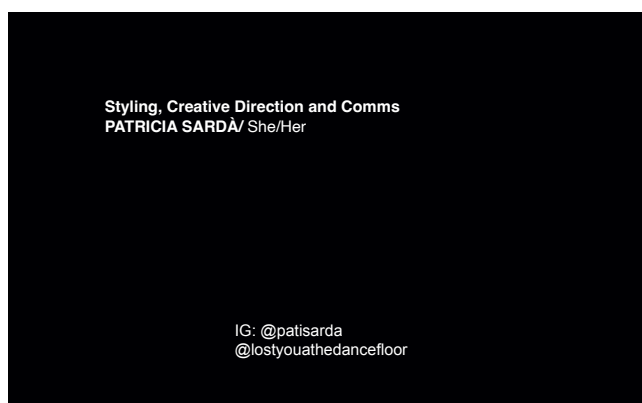 Styling, Creative Direction and Comms
PATRICIA SARDÀ/ She/Her
IG: @patisarda
@lostyouathedancefloor